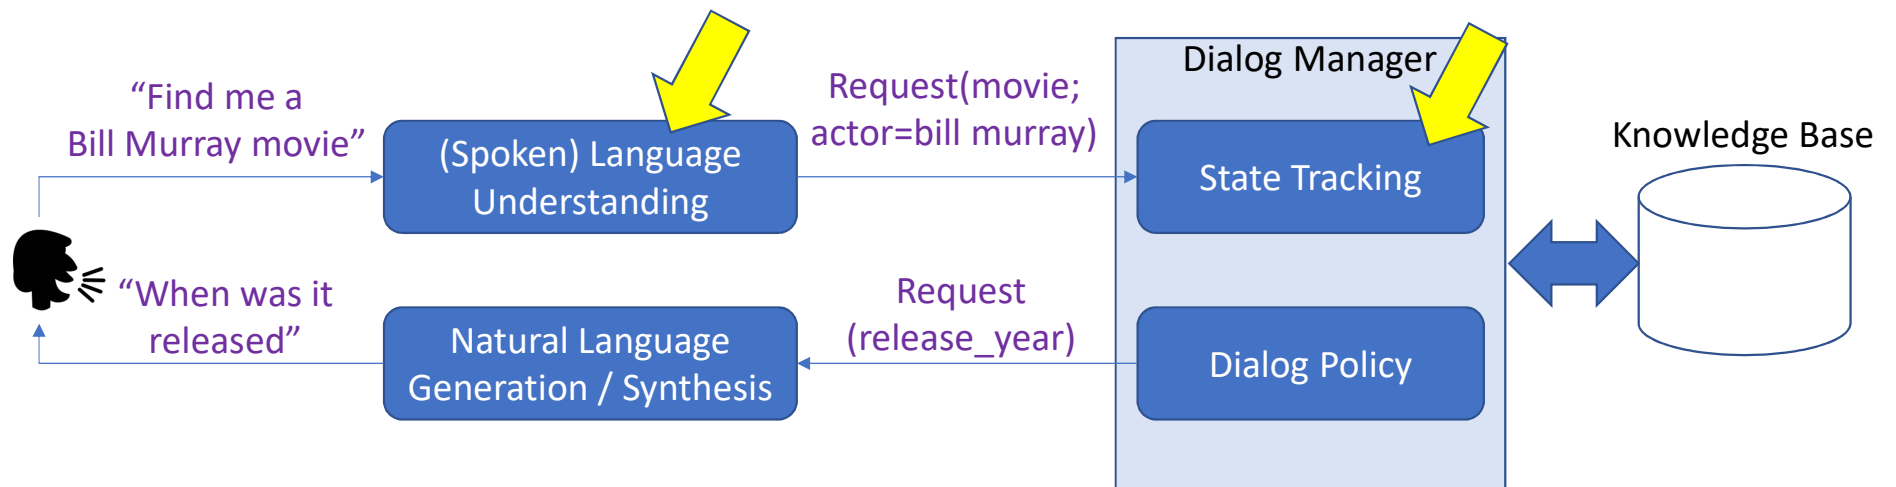 “Find me a
Bill Murray movie”
(Spoken) Language
Understanding
Request(movie;
actor=bill murray)
Dialog Manager
State Tracking
Knowledge Base
“When was it
released”
Natural Language
Generation / Synthesis
Request
(release_year)
Dialog Policy